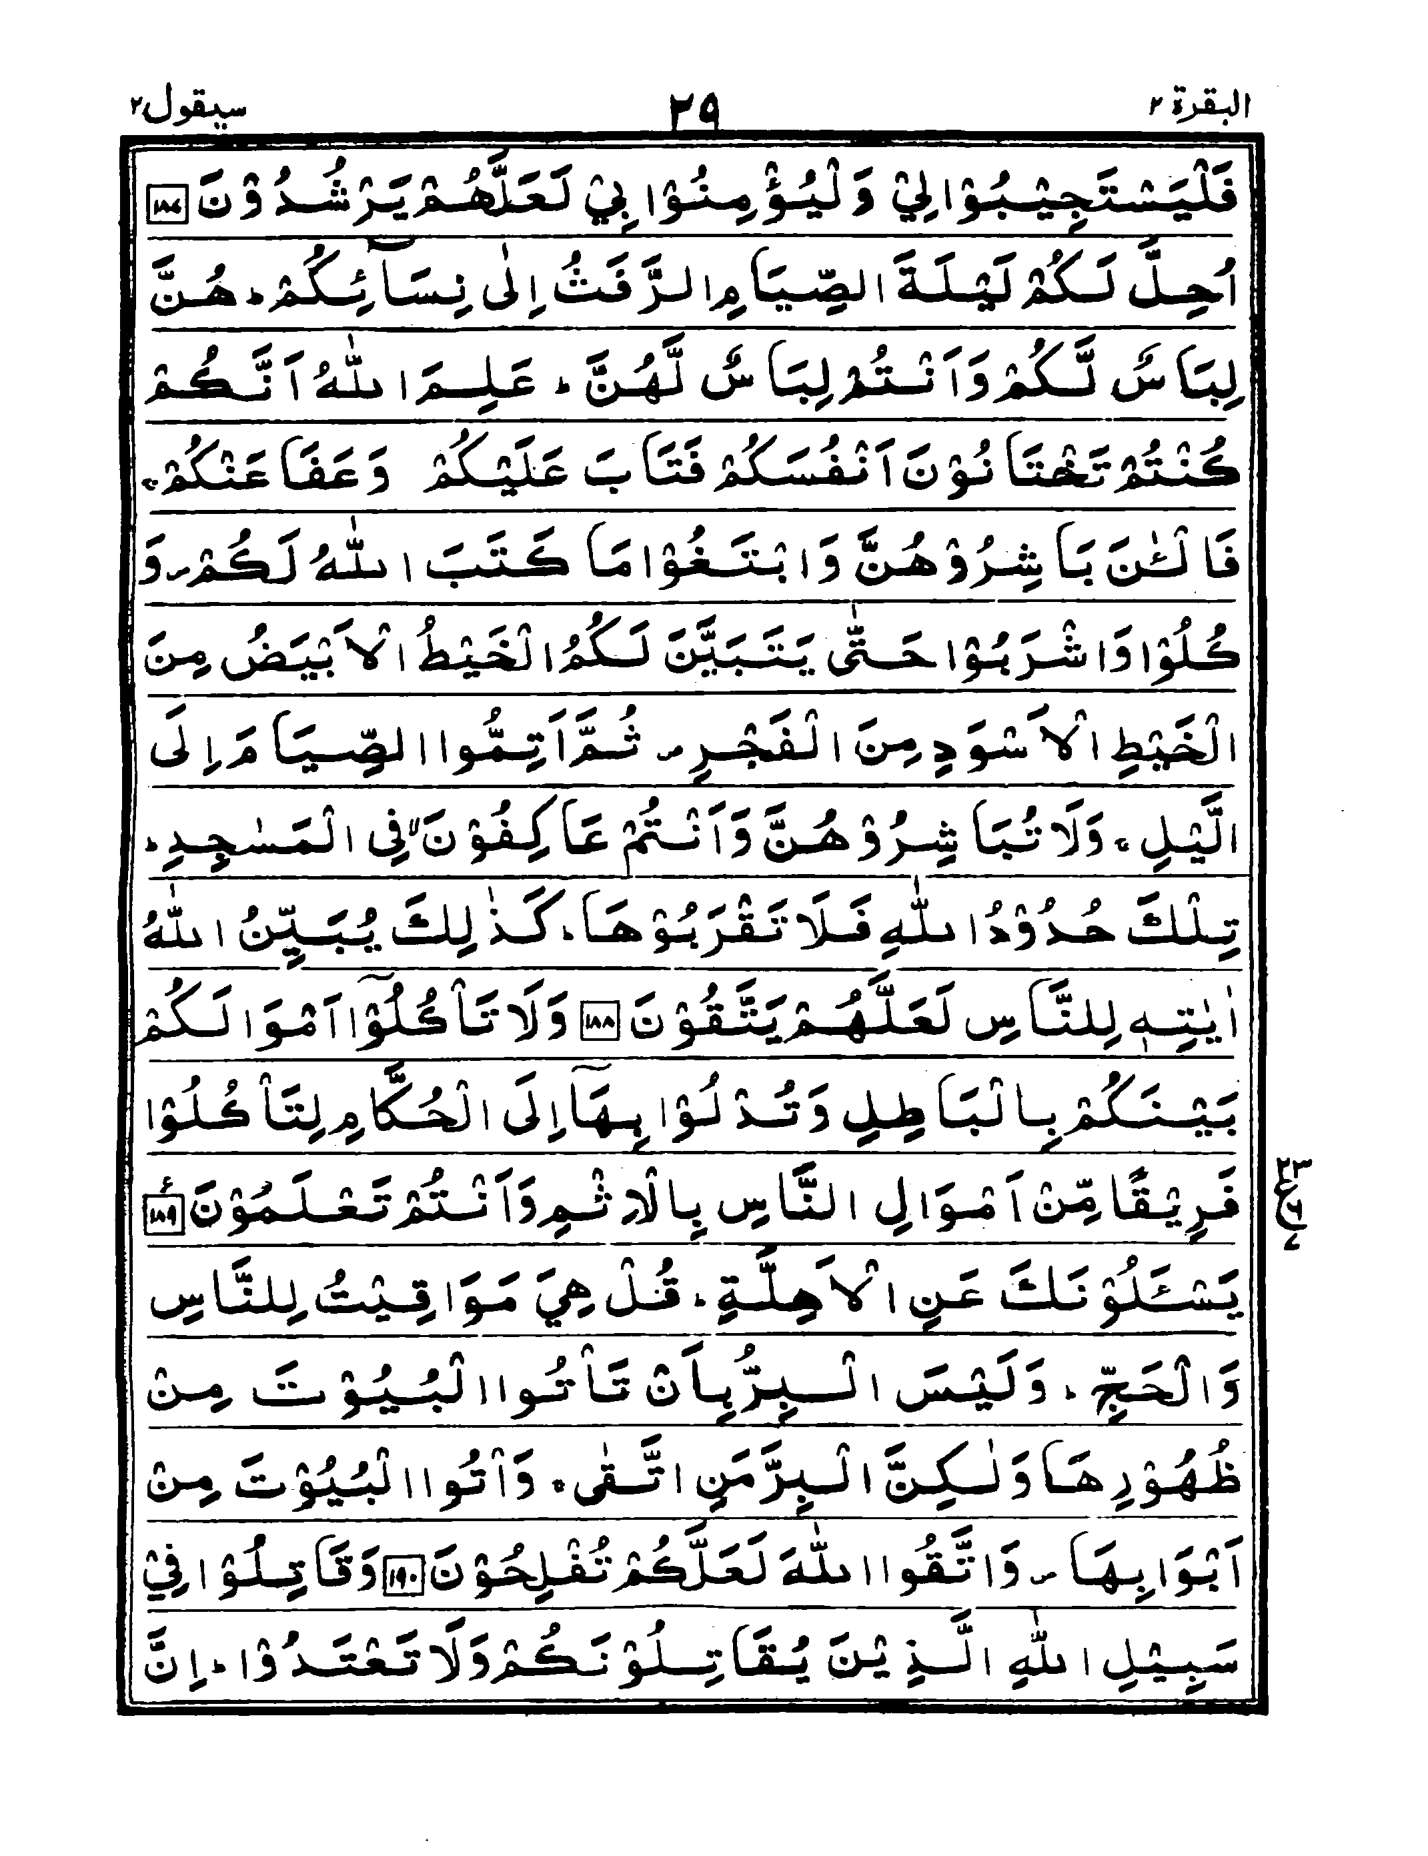 البقرة ٢ ٢٩ سيقول ٢
فَلْيَسْتَجِيْبُوْا لِيْ وَلْيُؤْمِنُوْا بِيْ لَعَلَّهُمْ يَرْشُدُوْنَ ١٨٧
اُحِلَّ لَكُمْ لَيْلَةَ الصِّيَامِ الرَّفَثُ اِلٰى نِسَآئِكُمْ ؕ هُنَّ
لِبَاسٌ لَّكُمْ وَاَنْتُمْ لِبَاسٌ لَّهُنَّ ؕ عَلِمَ اللّٰهُ اَنَّكُمْ
كُنْتُمْ تَخْتَانُوْنَ اَنْفُسَكُمْ فَتَابَ عَلَيْكُمْ وَعَفَا عَنْكُمْ ۚ
فَالْـٰٔنَ بَاشِرُوْهُنَّ وَابْتَغُوْا مَا كَتَبَ اللّٰهُ لَكُمْ ۪ وَ
كُلُوْا وَاشْرَبُوْا حَتّٰى يَتَبَيَّنَ لَكُمُ الْخَيْطُ الْاَبْيَضُ مِنَ
الْخَيْطِ الْاَسْوَدِ مِنَ الْفَجْرِ ۪ ثُمَّ اَتِمُّوا الصِّيَامَ اِلَى
الَّيْلِ ۚ وَلَا تُبَاشِرُوْهُنَّ وَاَنْتُمْ عَاكِفُوْنَ ۙ فِى الْمَسٰجِدِ ؕ
تِلْكَ حُدُوْدُ اللّٰهِ فَلَا تَقْرَبُوْهَا ؕ كَذٰلِكَ يُبَيِّنُ اللّٰهُ
اٰيٰتِهٖ لِلنَّاسِ لَعَلَّهُمْ يَتَّقُوْنَ ١٨٨ وَلَا تَاْكُلُوْٓا اَمْوَالَكُمْ
بَيْنَكُمْ بِالْبَاطِلِ وَتُدْلُوْا بِهَآ اِلَى الْحُكَّامِ لِتَاْكُلُوْا
فَرِيْقًا مِّنْ اَمْوَالِ النَّاسِ بِالْاِثْمِ وَاَنْتُمْ تَعْلَمُوْنَ ١٨٩ ع
٢٣
ع ٦
٧
يَسْئَلُوْنَكَ عَنِ الْاَهِلَّةِ ؕ قُلْ هِيَ مَوَاقِيْتُ لِلنَّاسِ
وَالْحَجِّ ؕ وَلَيْسَ الْبِرُّ بِاَنْ تَاْتُوا الْبُيُوْتَ مِنْ
ظُهُوْرِهَا وَلٰكِنَّ الْبِرَّ مَنِ اتَّقٰى ۚ وَاْتُوا الْبُيُوْتَ مِنْ
اَبْوَابِهَا ۪ وَاتَّقُوا اللّٰهَ لَعَلَّكُمْ تُفْلِحُوْنَ ١٩٠ وَقَاتِلُوْا فِيْ
سَبِيْلِ اللّٰهِ الَّذِيْنَ يُقَاتِلُوْنَكُمْ وَلَا تَعْتَدُوْا ؕ اِنَّ